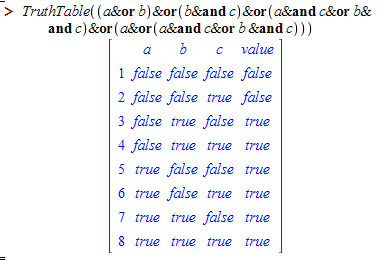 > TruthTable((a&or b)&or(b&and c)&or(a&and c&or b&
and c)&or(a&or(a&and c&or b &and c)))
a b c value
1 false false false false
2 false false true false
3 false true false true
4 false true true true
5 true false false true
6 true false true true
7 true true false true
8 true true true true